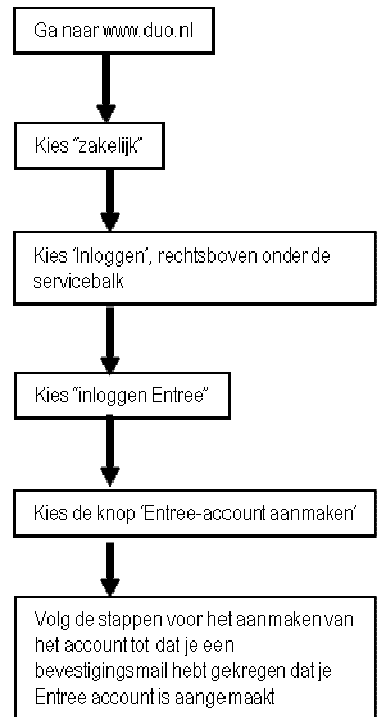 Ga naar www.duo.nl
Kies “zakelijk”
Kies ‘Inloggen’, rechtsboven onder de
servicebalk
Kies “inloggen Entree”
Kies de knop ‘Entree-account aanmaken’
Volg de stappen voor het aanmaken van
het account tot dat je een
bevestigingsmail hebt gekregen dat je
Entree account is aangemaakt